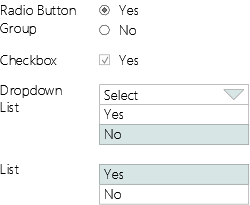 Radio Button Group
Yes
No
Checkbox
Yes
Dropdown List
Select
Yes
No
List
Yes
No